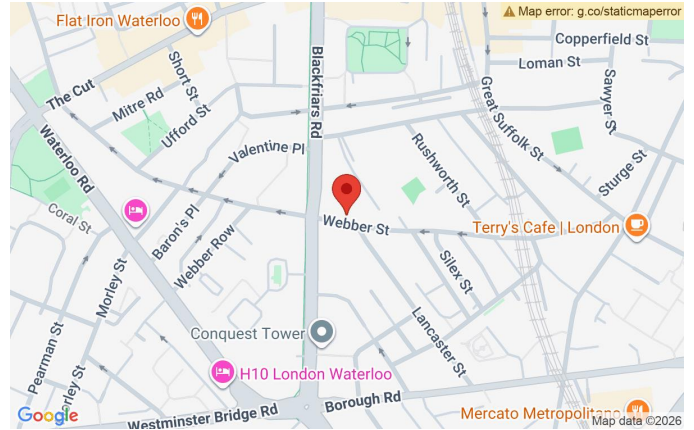 Flat Iron Waterloo
Map error: g.co/staticmaperror
Copperfield St
Loman St
The Cut
Short St
Mitre Rd
Ufford St
Blackfriars Rd
Great Suffolk St
Sawyer St
Waterloo Rd
Valentine Pl
Rushworth St
Sturge St
Coral St
Baron's Pl
Webber Row
Webber St
Terry's Cafe | London
Morley St
Silex St
Pearman St
Conquest Tower
Lancaster St
H10 London Waterloo
Morley St
Borough Rd
Westminster Bridge Rd
Mercato Metropolitano
Google
Map data ©2026